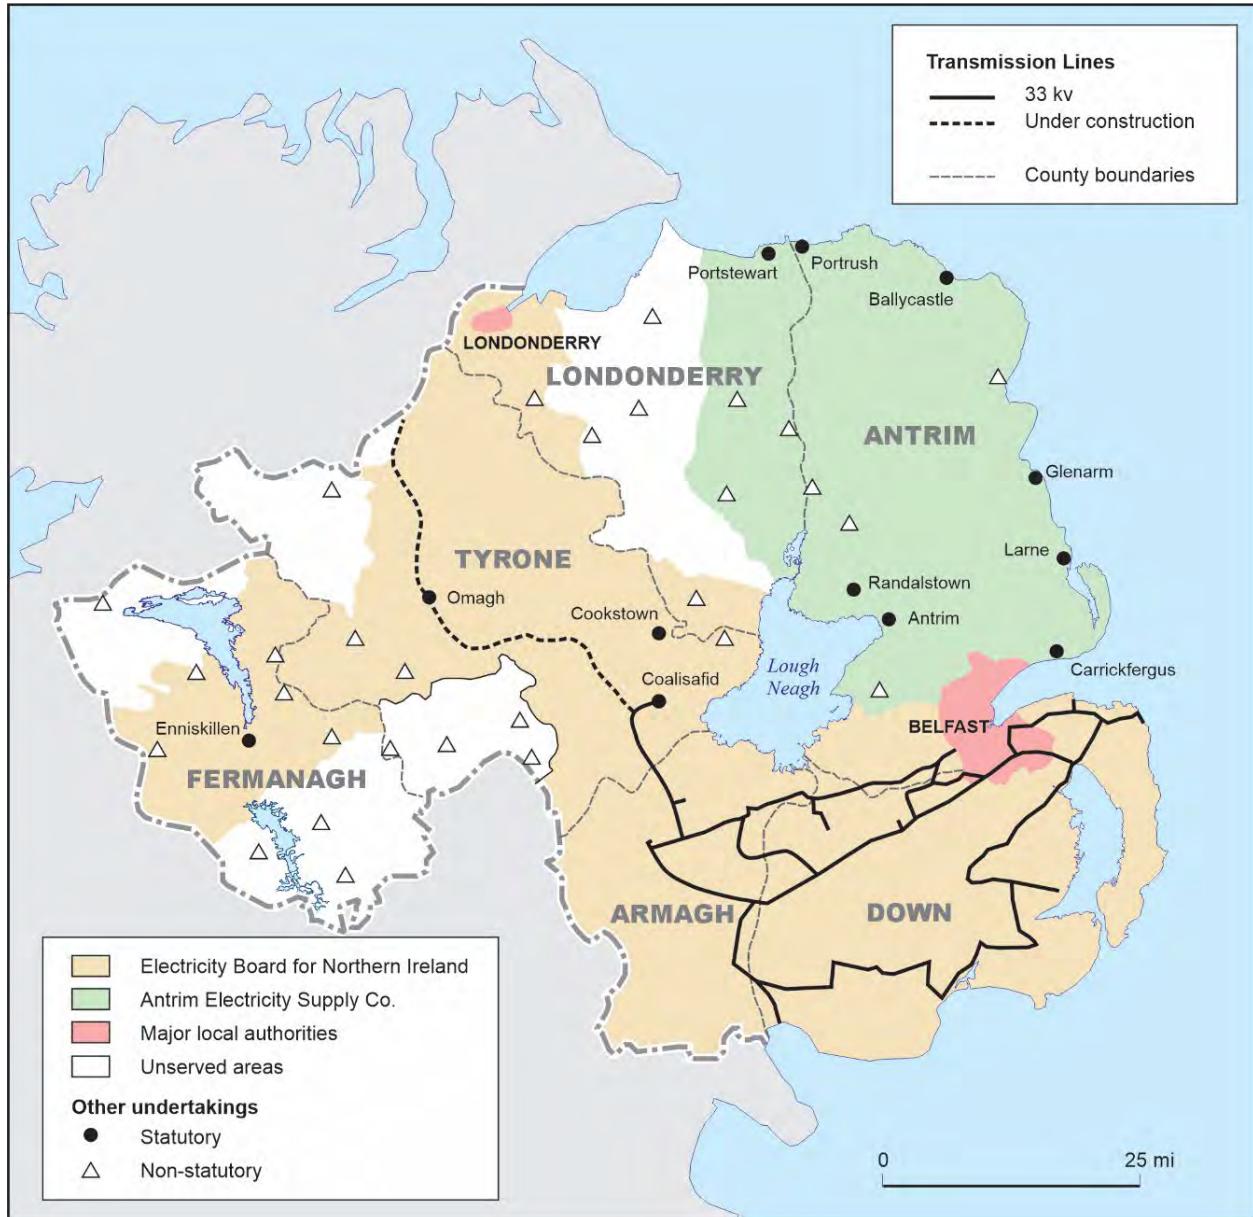 Transmission Lines
33 kv
Under construction
County boundaries
Portstewart
Portrush
Ballycastle
LONDONDERRY
LONDONDERRY
ANTRIM
Glenarm
TYRONE
Larne
Omagh
Cookstown
Randalstown
Antrim
Lough
Neagh
Carrickfergus
Coalisafid
Enniskillen
BELFAST
FERMANAGH
ARMAGH
DOWN
Electricity Board for Northern Ireland
Antrim Electricity Supply Co.
Major local authorities
Unserved areas
Other undertakings
Statutory
Non-statutory
0 25 mi